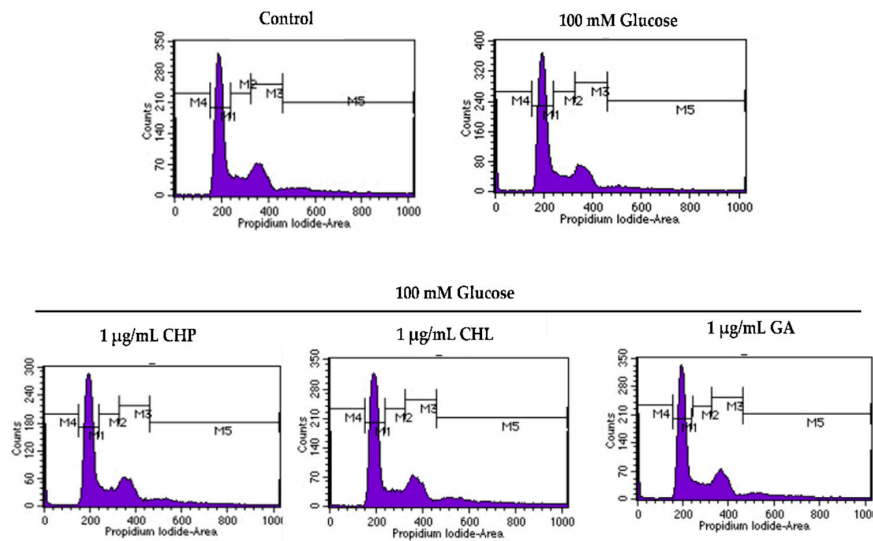 Control
100 mM Glucose
350
280
210
140
70
0
Counts
M4
M1
M2
M3
M5
0 200 400 600 800 1000
Propidium Iodide-Area
400
320
240
160
80
0
Counts
M4
M1
M2
M3
M5
0 200 400 600 800 1000
Propidium Iodide-Area
100 mM Glucose
1 µg/mL CHP
1 µg/mL CHL
1 µg/mL GA
300
240
180
120
60
0
Counts
M4
M1
M2
M3
M5
0 200 400 600 800 1000
Propidium Iodide-Area
350
280
210
140
70
0
Counts
M4
M1
M2
M3
M5
0 200 400 600 800 1000
Propidium Iodide-Area
350
280
210
140
70
0
Counts
M4
M1
M2
M3
M5
0 200 400 600 800 1000
Propidium Iodide-Area